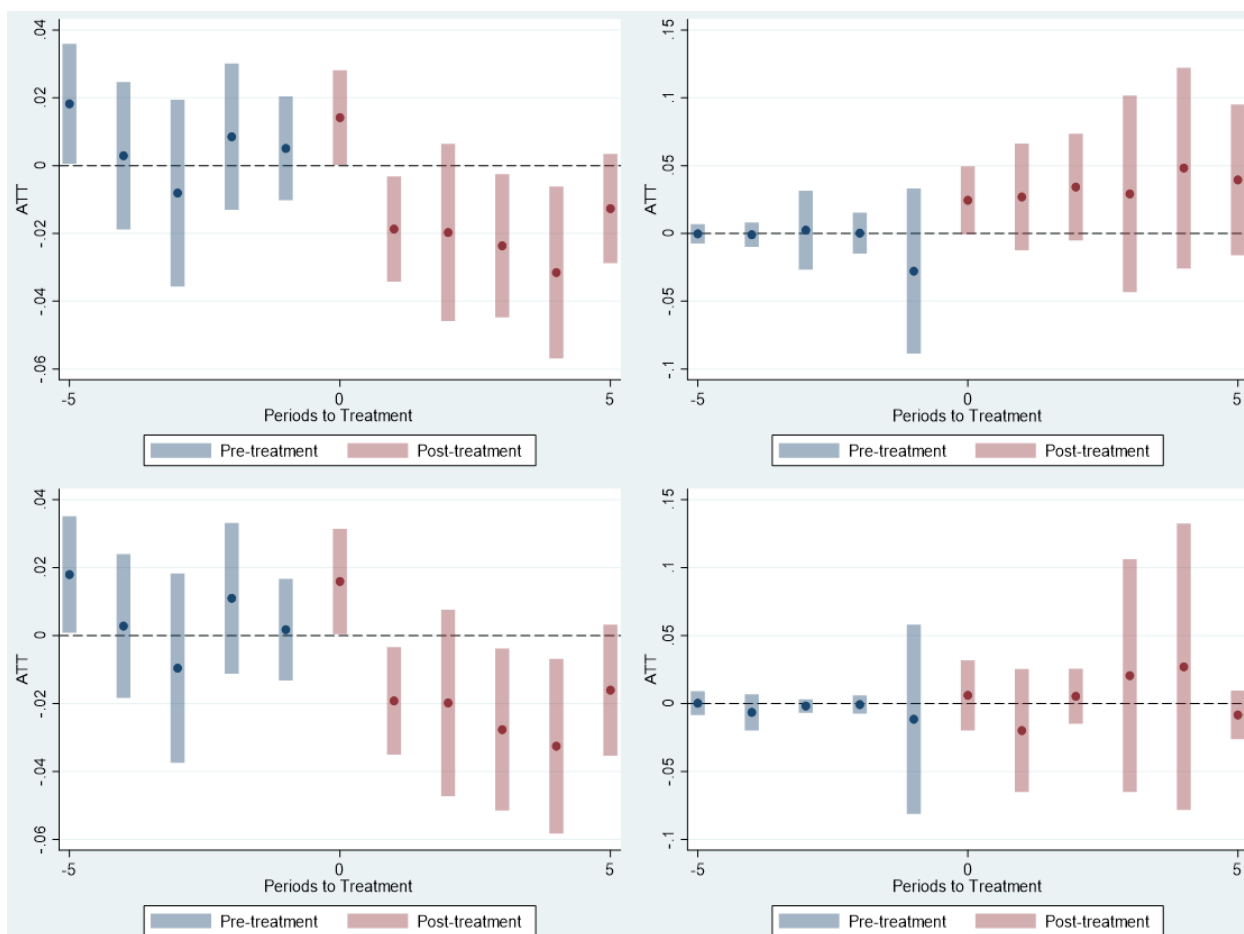 .04
.02
0
-.02
-.04
-.06
ATT
-5
0
5
Periods to Treatment
Pre-treatment
Post-treatment
.15
.1
.05
0
-.05
-.1
ATT
-5
0
5
Periods to Treatment
Pre-treatment
Post-treatment
.04
.02
0
-.02
-.04
-.06
ATT
-5
0
5
Periods to Treatment
Pre-treatment
Post-treatment
.15
.1
.05
0
-.05
-.1
ATT
-5
0
5
Periods to Treatment
Pre-treatment
Post-treatment